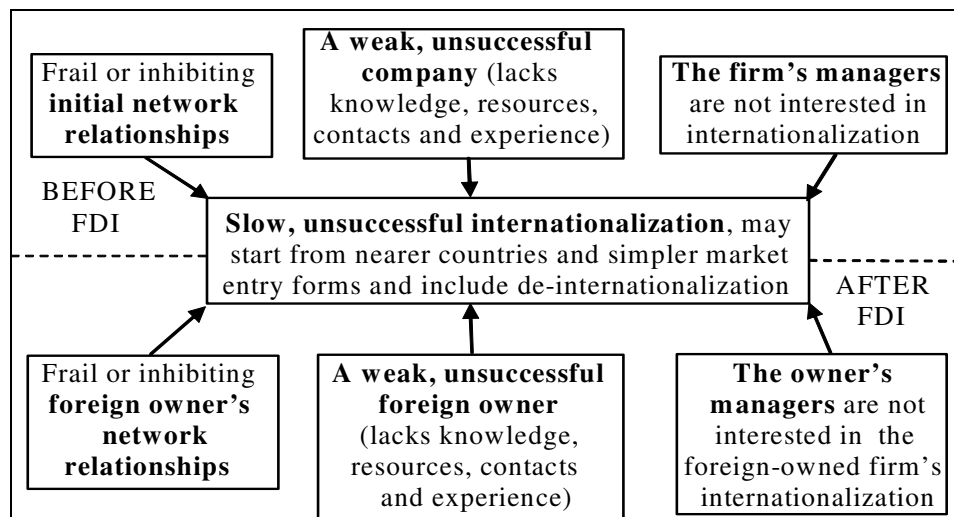 Frail or inhibiting
initial network
relationships
A weak, unsuccessful
company (lacks
knowledge, resources,
contacts and experience)
The firm's managers
are not interested in
internationalization
BEFORE
FDI
Slow, unsuccessful internationalization, may
start from nearer countries and simpler market
entry forms and include de-internationalization
AFTER
FDI
Frail or inhibiting
foreign owner's
network
relationships
A weak, unsuccessful
foreign owner
(lacks knowledge,
resources, contacts
and experience)
The owner's
managers are not
interested in the
foreign-owned firm's
internationalization